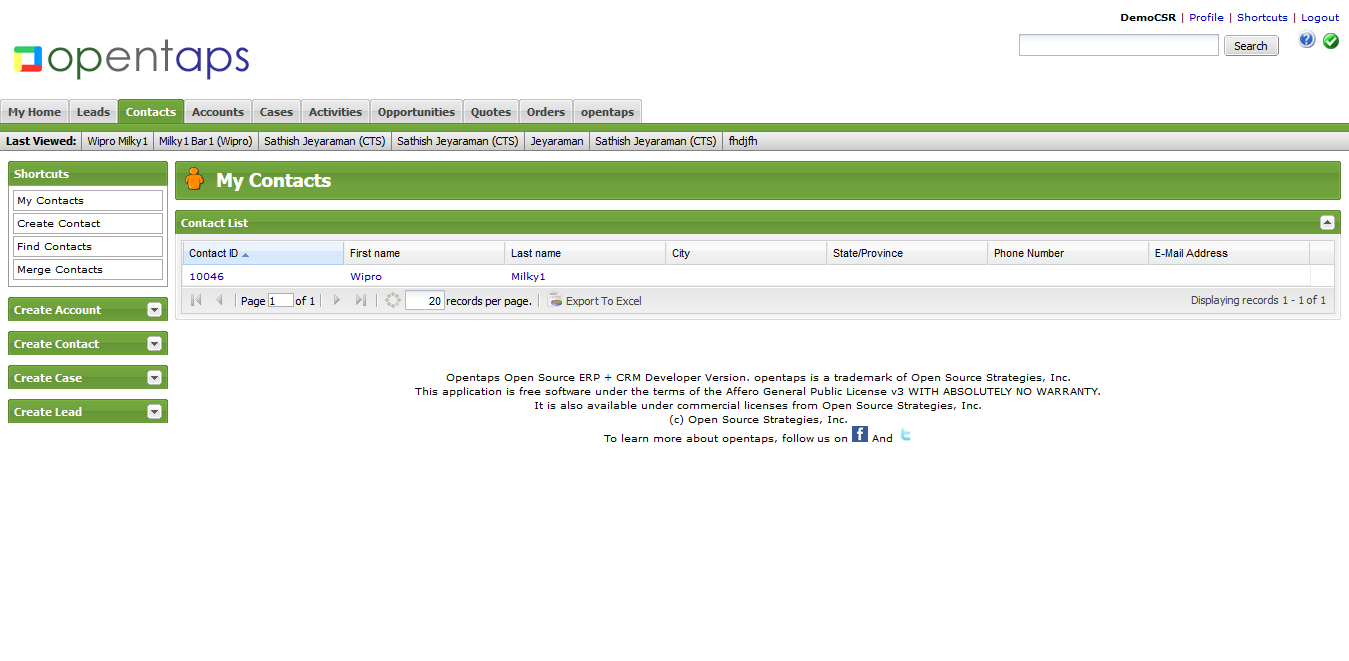 DemoCSR | Profile | Shortcuts | Logout
opentaps
Search
My Home Leads Contacts Accounts Cases Activities Opportunities Quotes Orders opentaps
Last Viewed: Wipro Milky1 Milky1 Bar1 (Wipro) Sathish Jeyaraman (CTS) Sathish Jeyaraman (CTS) Jeyaraman Sathish Jeyaraman (CTS) fhdjfh
Shortcuts
My Contacts
Create Contact
Find Contacts
Merge Contacts
Create Account
Create Contact
Create Case
Create Lead
My Contacts
Contact List
Contact ID First name Last name City State/Province Phone Number E-Mail Address
10046 Wipro Milky1
Page 1 of 1 20 records per page. Export To Excel Displaying records 1 - 1 of 1
Opentaps Open Source ERP + CRM Developer Version. opentaps is a trademark of Open Source Strategies, Inc.
This application is free software under the terms of the Affero General Public License v3 WITH ABSOLUTELY NO WARRANTY.
It is also available under commercial licenses from Open Source Strategies, Inc.
(c) Open Source Strategies, Inc.
To learn more about opentaps, follow us on f And t